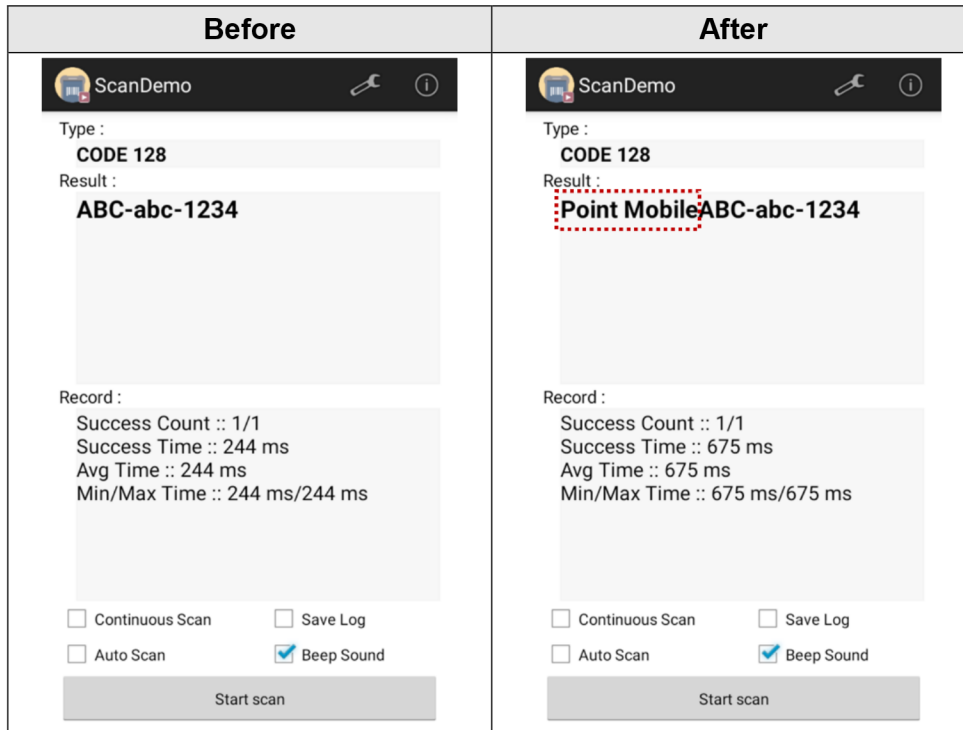 Before
After
ScanDemo
Type :
CODE 128
Result :
ABC-abc-1234
Record :
Success Count :: 1/1
Success Time :: 244 ms
Avg Time :: 244 ms
Min/Max Time :: 244 ms/244 ms
Continuous Scan
Save Log
Auto Scan
Beep Sound
Start scan
ScanDemo
Type :
CODE 128
Result :
Point MobileABC-abc-1234
Record :
Success Count :: 1/1
Success Time :: 675 ms
Avg Time :: 675 ms
Min/Max Time :: 675 ms/675 ms
Continuous Scan
Save Log
Auto Scan
Beep Sound
Start scan